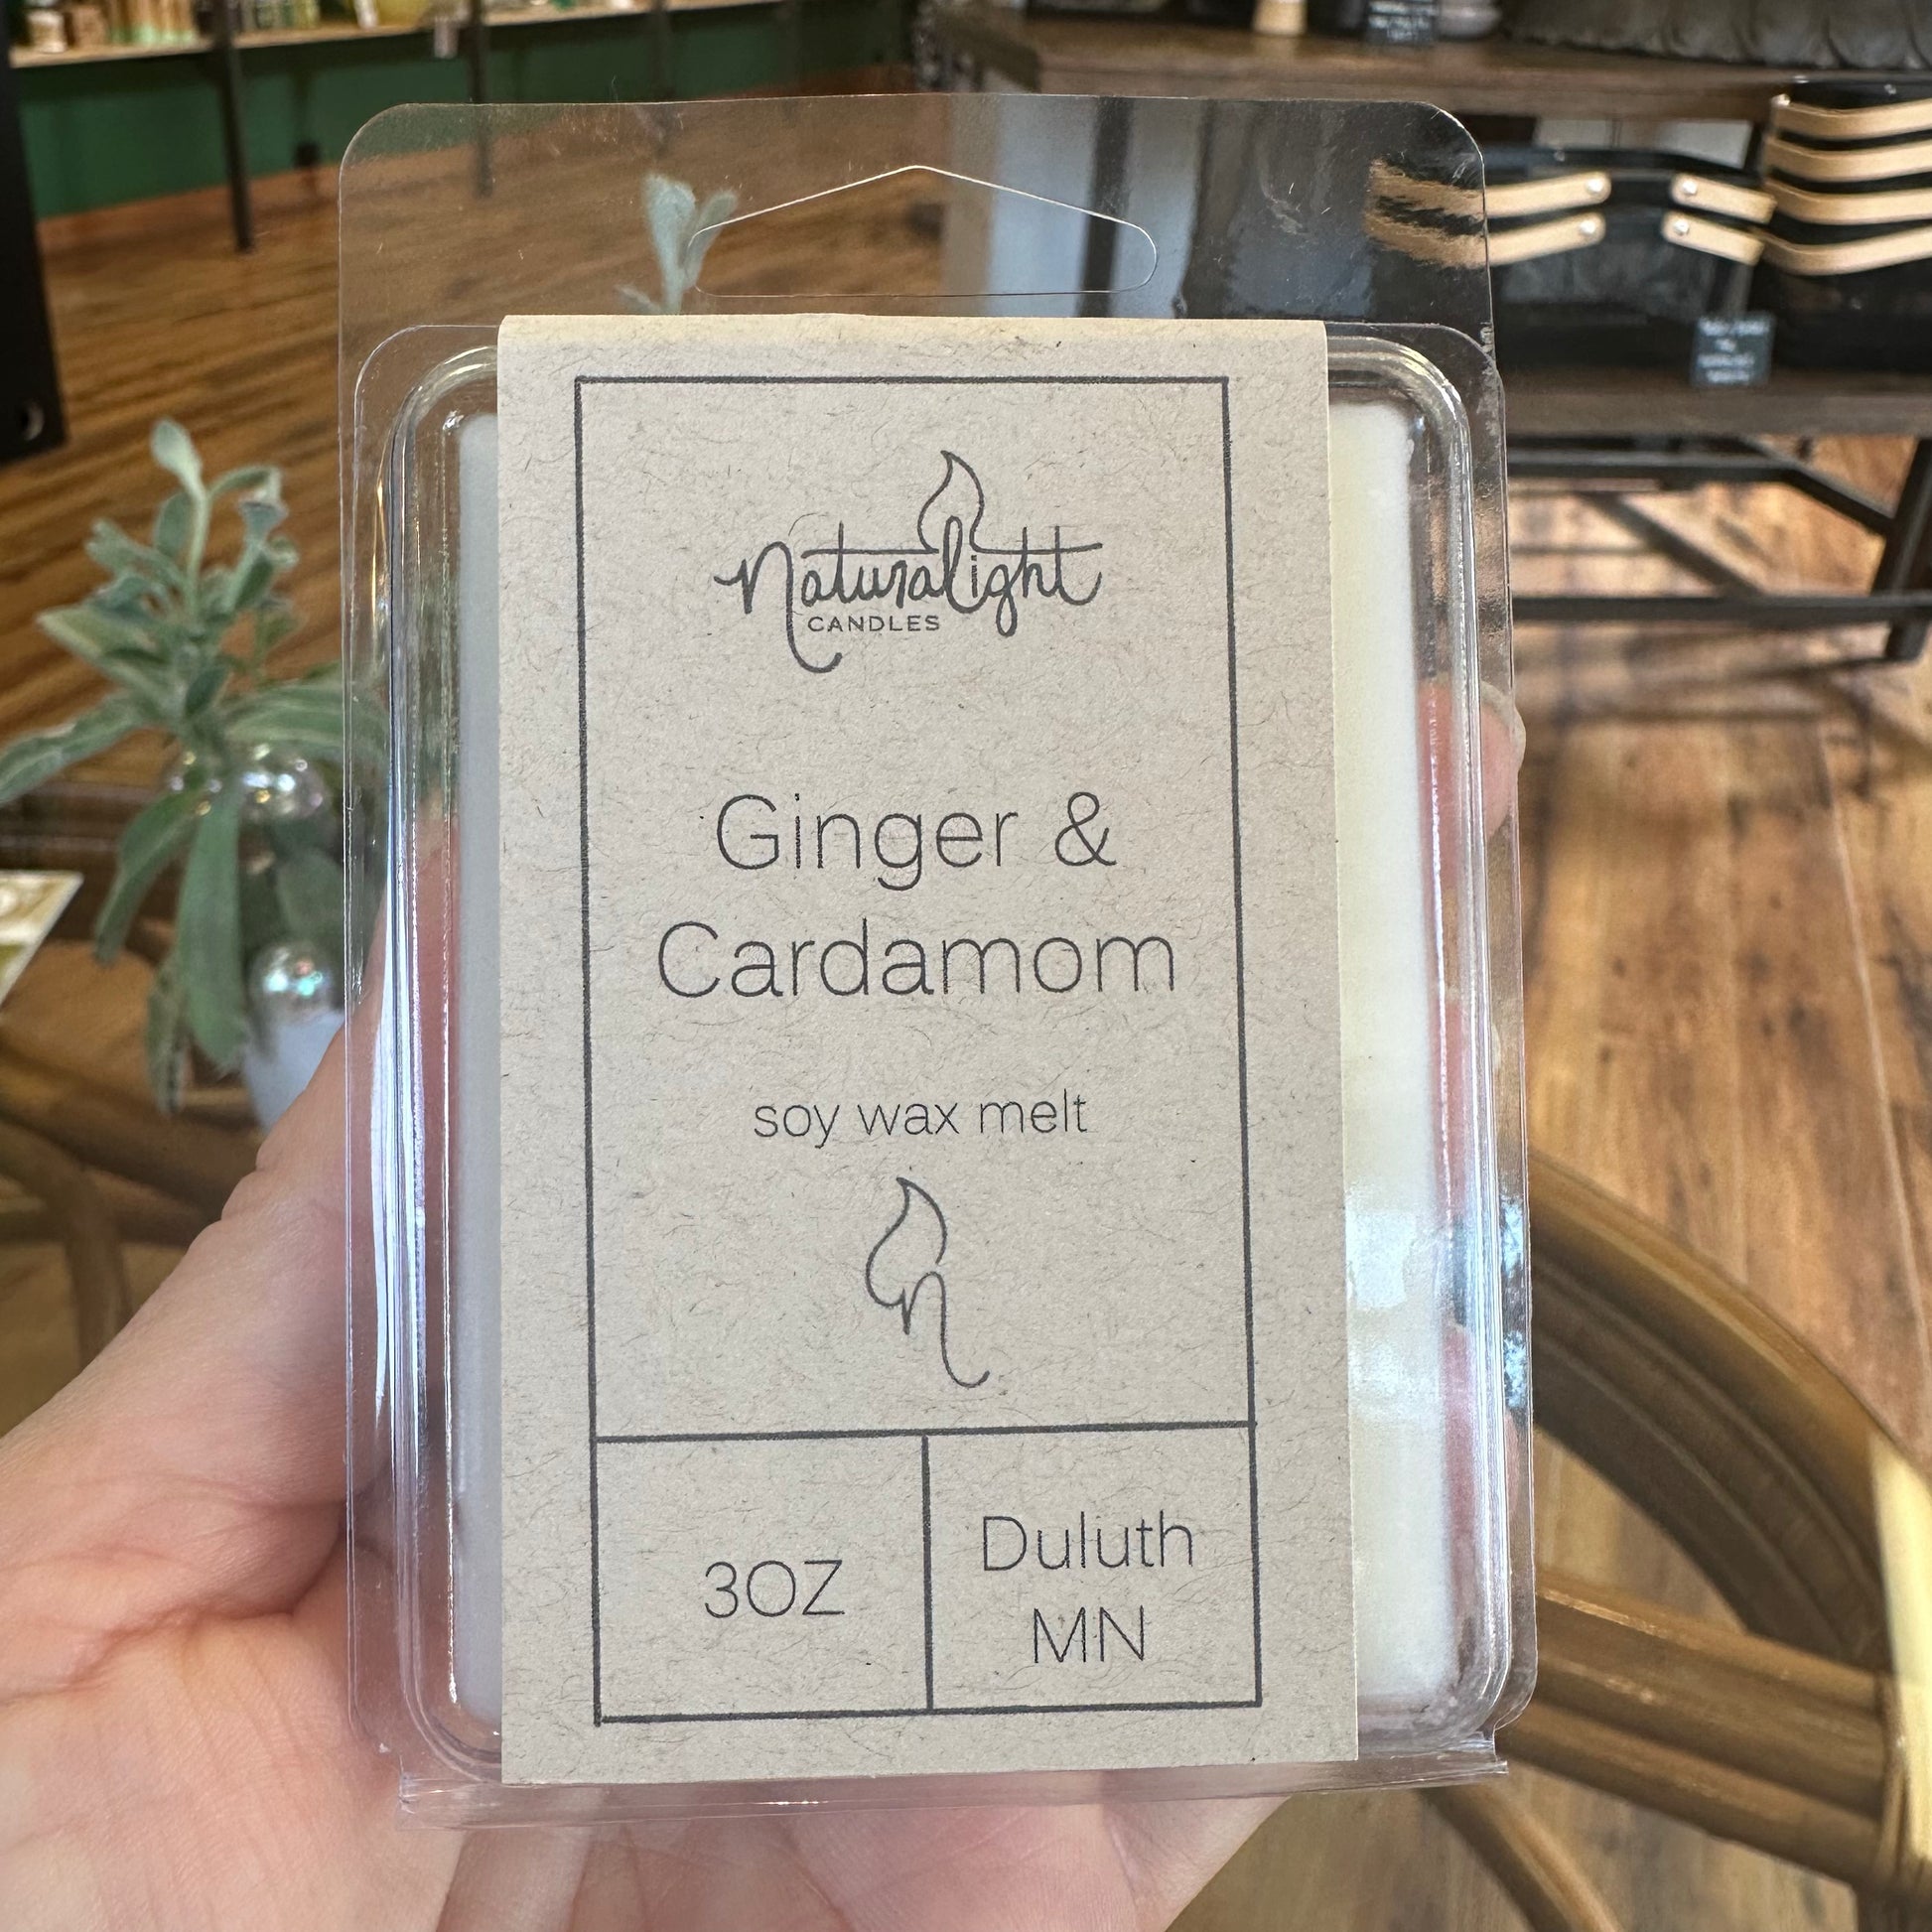 Naturalight
CANDLES
Ginger &
Cardamom
soy wax melt
n
3OZ
Duluth
MN